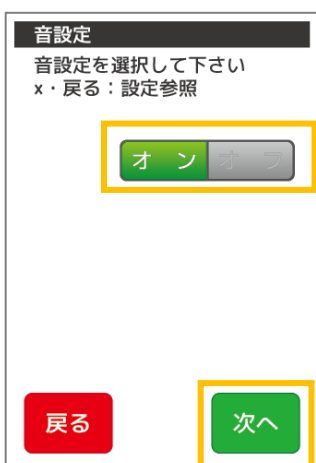 音設定
音設定を選択して下さい
x・戻る：設定参照
オン オフ
戻る 次へ